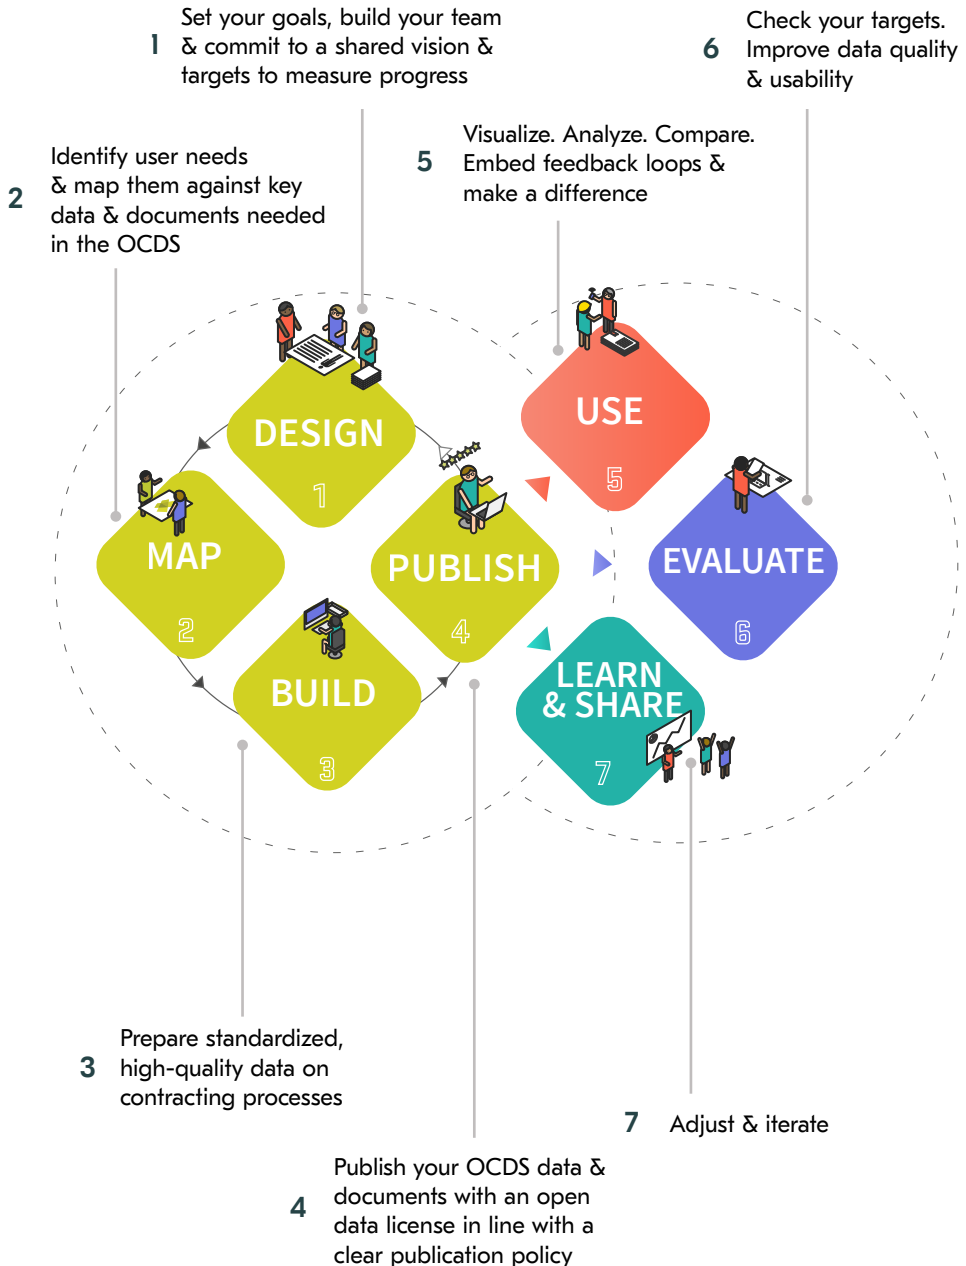 1
Set your goals, build your team
& commit to a shared vision &
targets to measure progress
6
Check your targets.
Improve data quality
& usability
2
Identify user needs
& map them against key
data & documents needed
in the OCDS
5
Visualize. Analyze. Compare.
Embed feedback loops &
make a difference
DESIGN
1
USE
5
MAP
2
PUBLISH
4
EVALUATE
6
BUILD
3
LEARN
& SHARE
7
3
Prepare standardized,
high-quality data on
contracting processes
7
Adjust & iterate
4
Publish your OCDS data &
documents with an open
data license in line with a
clear publication policy